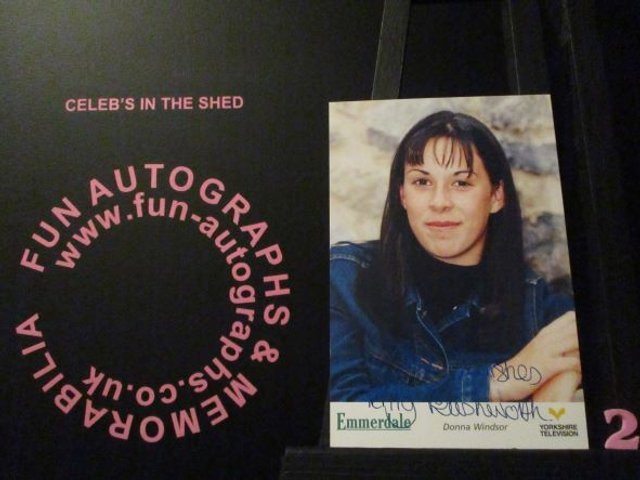 CELEB'S IN THE SHED
FUN AUTOGRAPHS & MEMORABILIA
www.fun-autographs.co.uk
Emmerdale
Donna Windsor
YORKSHIRE
TELEVISION
2